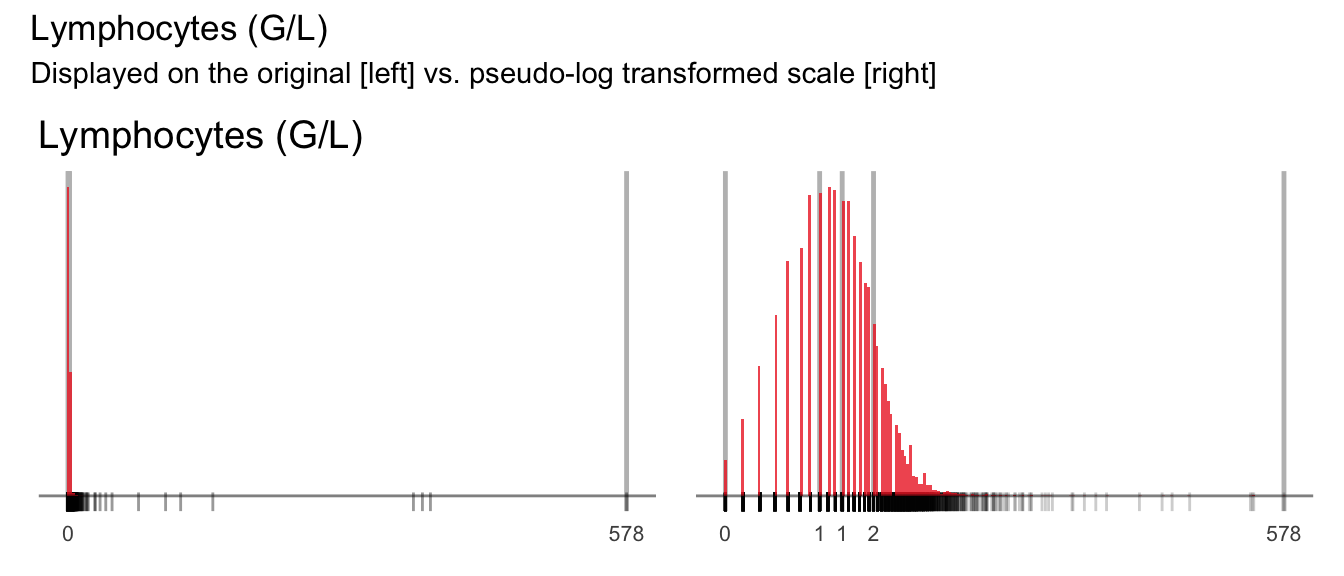 Lymphocytes (G/L)
Displayed on the original [left] vs. pseudo-log transformed scale [right]
Lymphocytes (G/L)
0 578 0 1 1 2 578